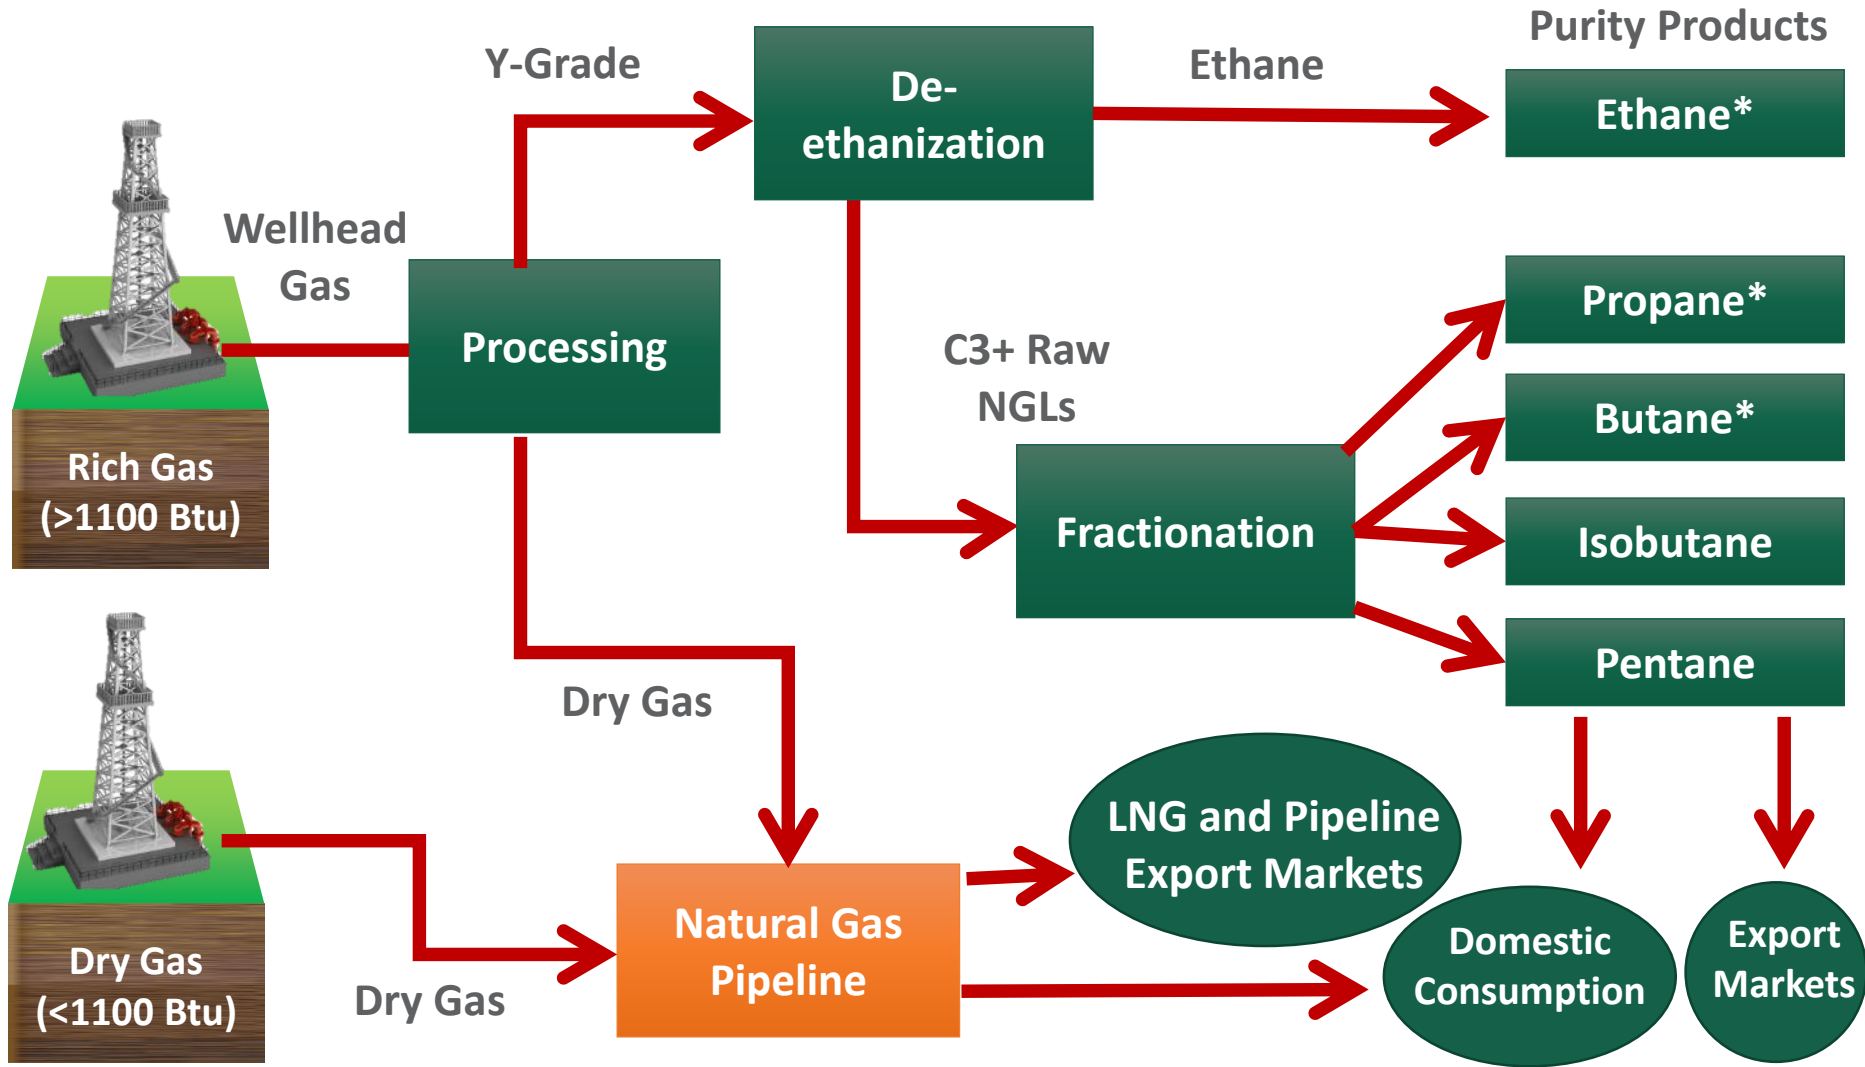 Purity Products
Y-Grade
De-
ethanization
Ethane
Ethane*
Wellhead
Gas
Processing
Propane*
C3+ Raw
NGLs
Butane*
Rich Gas
(>1100 Btu)
Fractionation
Isobutane
Pentane
Dry Gas
LNG and Pipeline
Export Markets
Natural Gas
Pipeline
Domestic
Consumption
Export
Markets
Dry Gas
(<1100 Btu)
Dry Gas